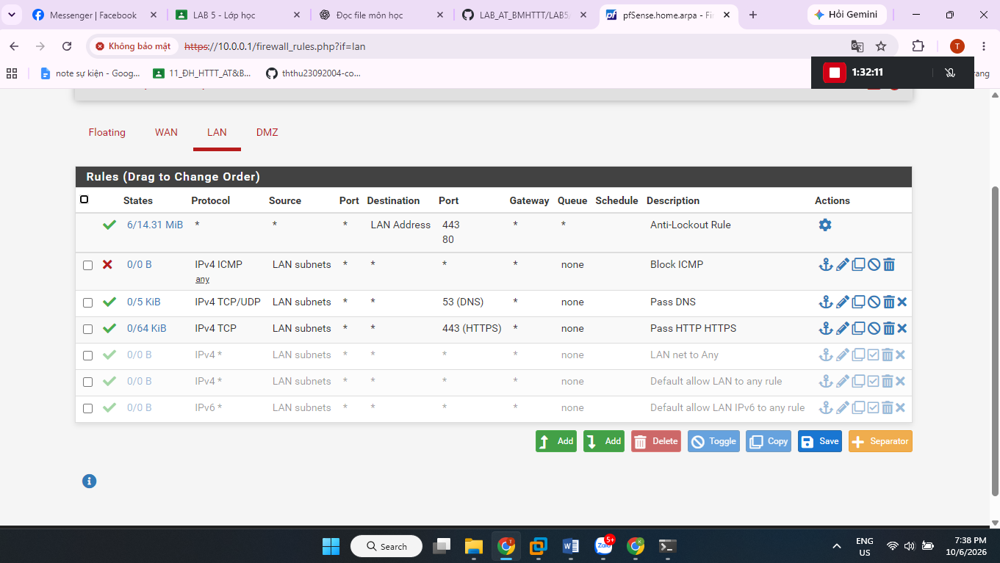 Messenger | Facebook
LAB 5 - Lớp học
Đọc file môn học
LAB_AT_BMHTTT/LAB5
pfSense.home.arpa - Fi
Hỏi Gemini
Không bảo mật
https://10.0.0.1/firewall_rules.php?if=lan
T
note sự kiện - Goog...
11_ĐH_HTTT_AT&B...
ththu23092004-co...
1:32:11
rang
Floating WAN LAN DMZ
Rules (Drag to Change Order)
States Protocol Source Port Destination Port Gateway Queue Schedule Description Actions
6/14.31 MiB * * * LAN Address 443 * * Anti-Lockout Rule
80
0/0 B IPv4 ICMP LAN subnets * * * * none Block ICMP
any
0/5 KiB IPv4 TCP/UDP LAN subnets * * 53 (DNS) * none Pass DNS
0/64 KiB IPv4 TCP LAN subnets * * 443 (HTTPS) * none Pass HTTP HTTPS
0/0 B IPv4 * LAN subnets * * * * none LAN net to Any
0/0 B IPv4 * LAN subnets * * * * none Default allow LAN to any rule
0/0 B IPv6 * LAN subnets * * * * none Default allow LAN IPv6 to any rule
Add Add Delete Toggle Copy Save Separator
Search
Zalo
5+
ENG
US
7:38 PM
10/6/2026